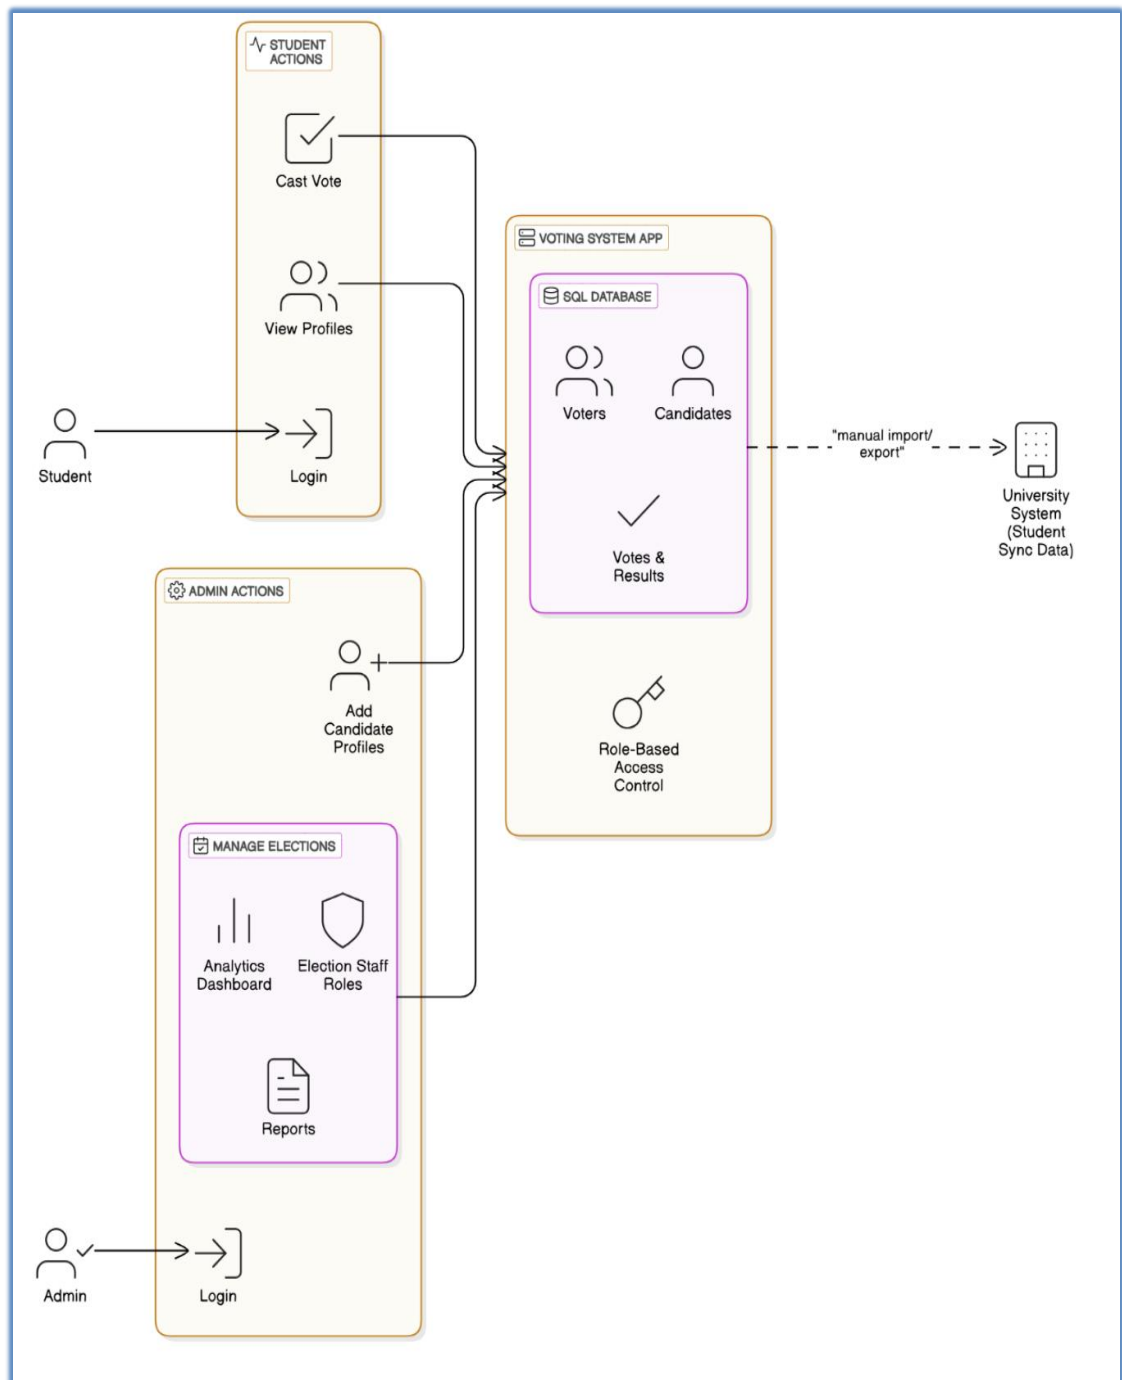 STUDENT
ACTIONS
Cast Vote
View Profiles
Student
Login
VOTING SYSTEM APP
SQL DATABASE
Voters
Candidates
Votes &
Results
Role-Based
Access
Control
"manual import/
export"
University
System
(Student
Sync Data)
ADMIN ACTIONS
Add
Candidate
Profiles
MANAGE ELECTIONS
Analytics
Dashboard
Election Staff
Roles
Reports
Admin
Login